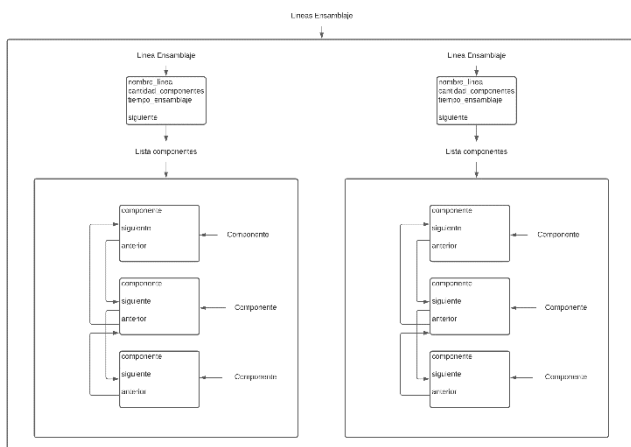 Lineas Ensamblaje
Linea Ensamblaje
nombre_linea
cantidad_componentes
tiempo_ensamblaje
siguiente
Lista componentes
componente
siguiente
anterior
Componente
componente
siguiente
anterior
Componente
componente
siguiente
anterior
Componente
Linea Ensamblaje
nombre_linea
cantidad_componentes
tiempo_ensamblaje
siguiente
Lista componentes
componente
siguiente
anterior
Componente
componente
siguiente
anterior
Componente
componente
siguiente
anterior
Componente